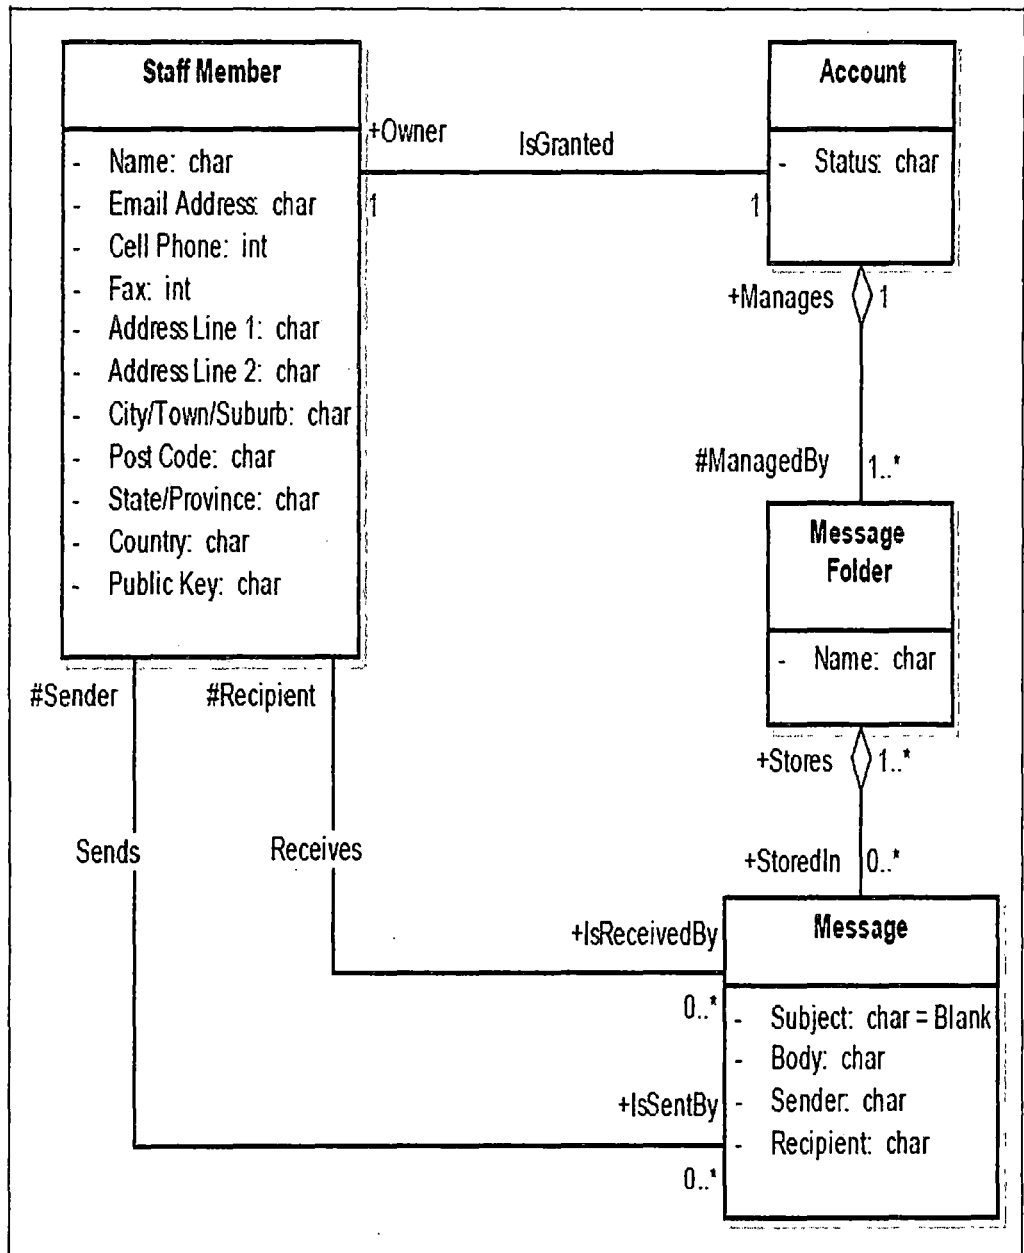 Staff Member
- Name: char
- Email Address: char
- Cell Phone: int
- Fax: int
- Address Line 1: char
- Address Line 2: char
- City/Town/Suburb: char
- Post Code: char
- State/Province: char
- Country: char
- Public Key: char
+Owner
IsGranted
1
1
Account
- Status: char
+Manages
1
#ManagedBy
1..*
Message
Folder
- Name: char
+Stores
1..*
+StoredIn
0..*
#Sender
#Recipient
Sends
Receives
+IsReceivedBy
0..*
+IsSentBy
0..*
Message
- Subject: char = Blank
- Body: char
- Sender: char
- Recipient: char